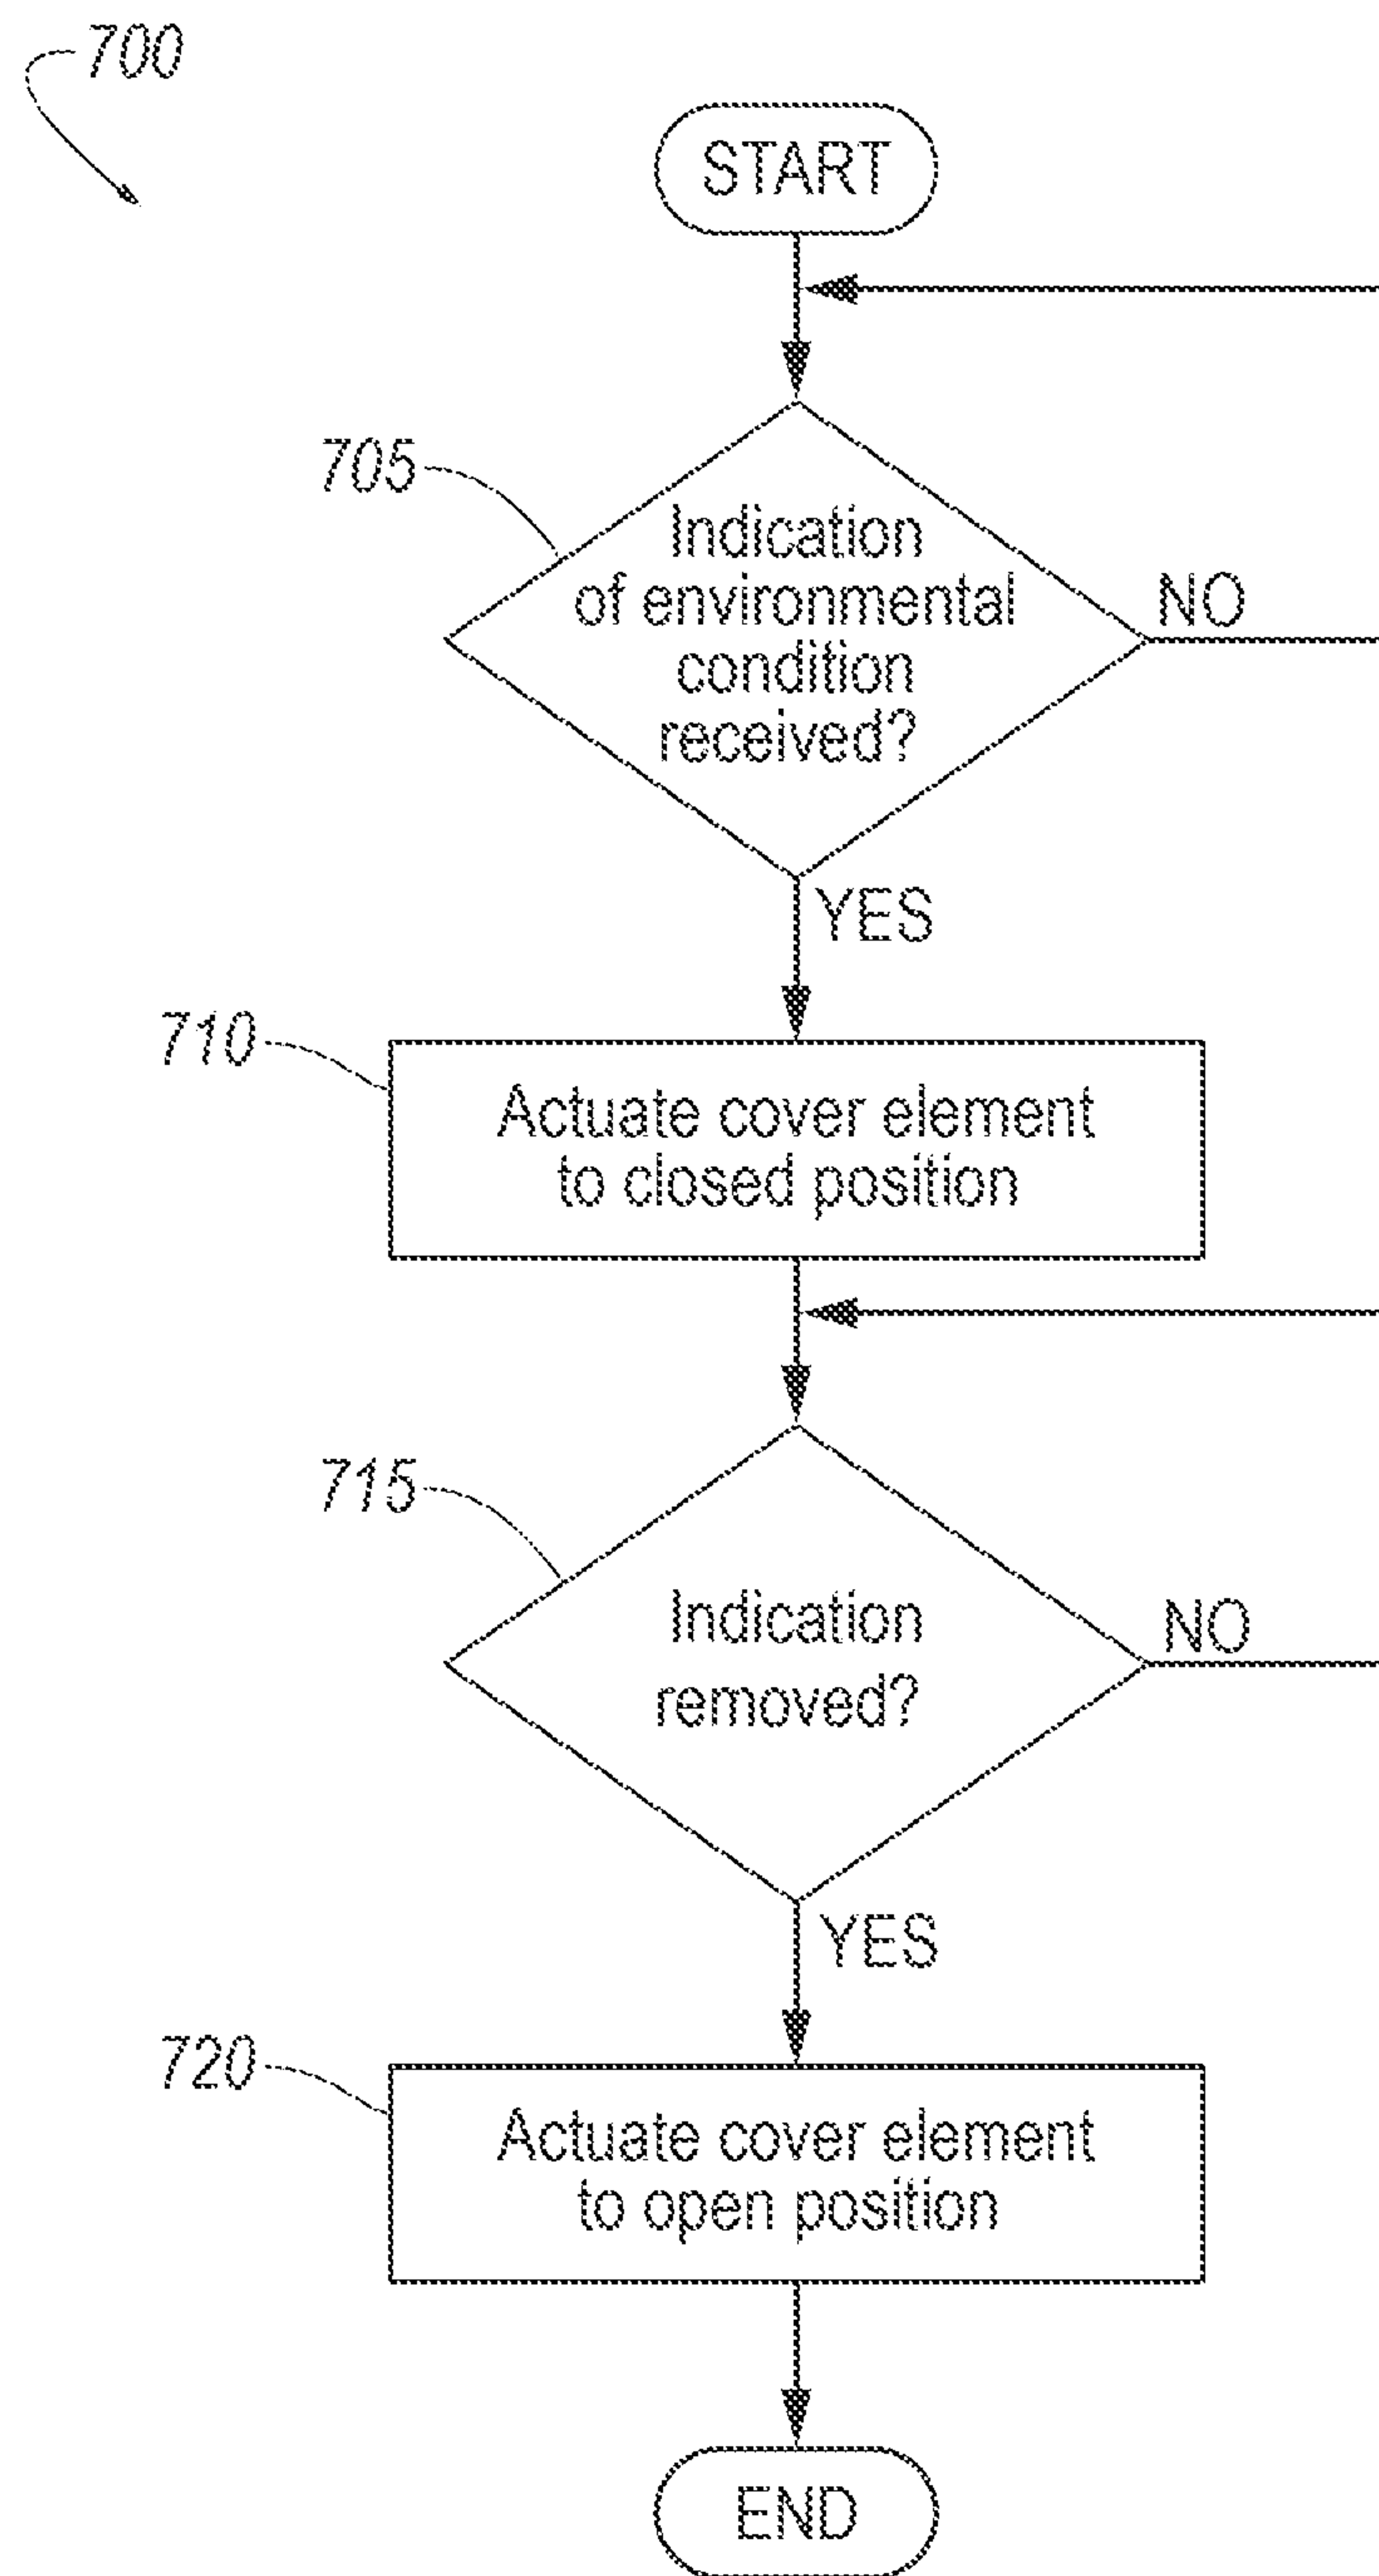 700
START
705
Indication
of environmental
condition
received?
NO
YES
710
Actuate cover element
to closed position
715
Indication
removed?
NO
YES
720
Actuate cover element
to open position
END